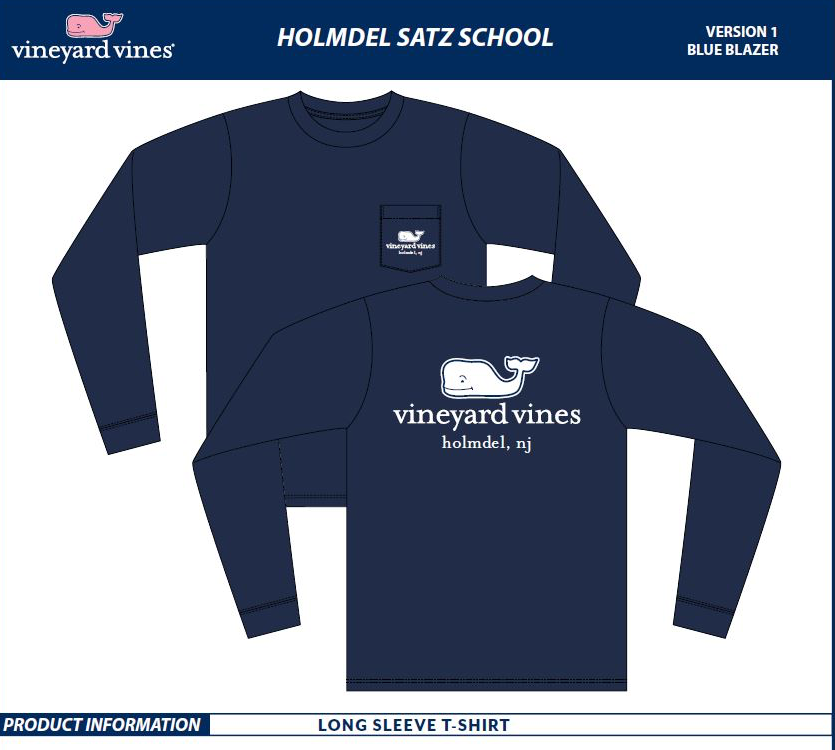 vineyard vines®
HOLMDEL SATZ SCHOOL
VERSION 1
BLUE BLAZER
vineyard vines
holmdel, nj
vineyard vines
holmdel, nj
PRODUCT INFORMATION
LONG SLEEVE T-SHIRT